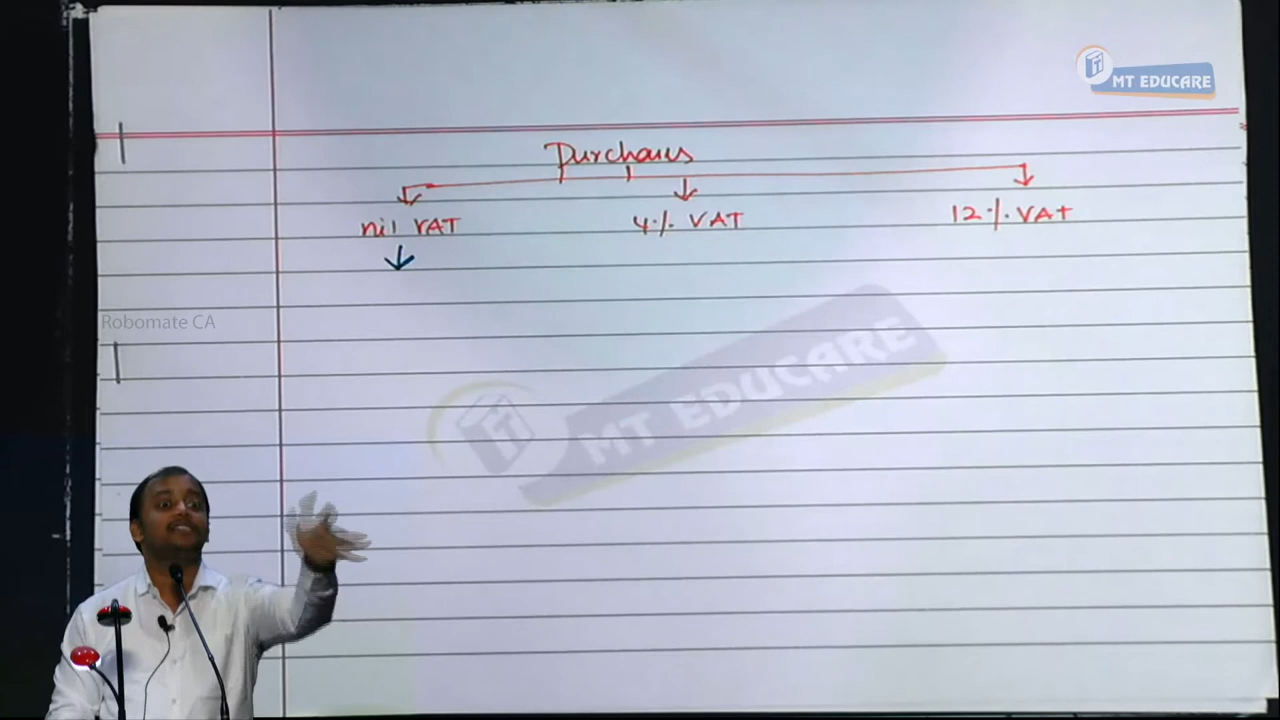 MT EDUCARE
Purchases
nil VAT 4% VAT 12% VAT
Robomate CA
MT EDUCARE